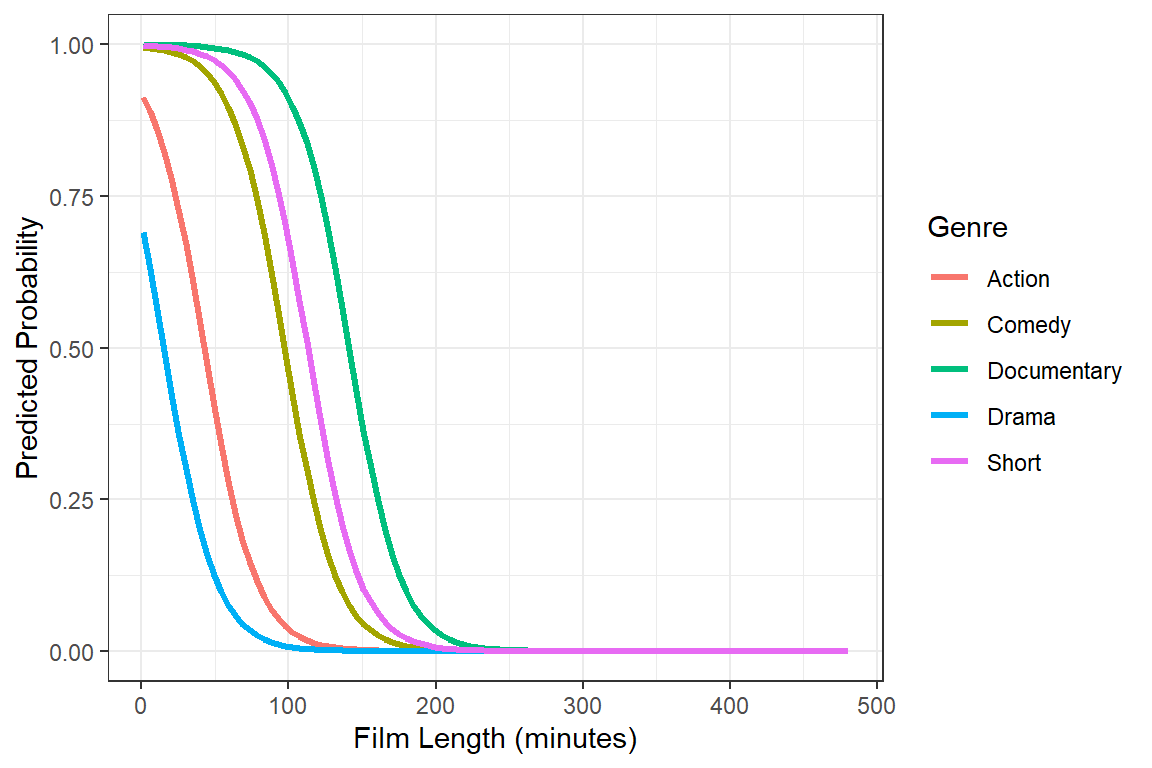 1.00
0.75
0.50
0.25
0.00
Predicted Probability
0 100 200 300 400 500
Film Length (minutes)
Genre
Action
Comedy
Documentary
Drama
Short